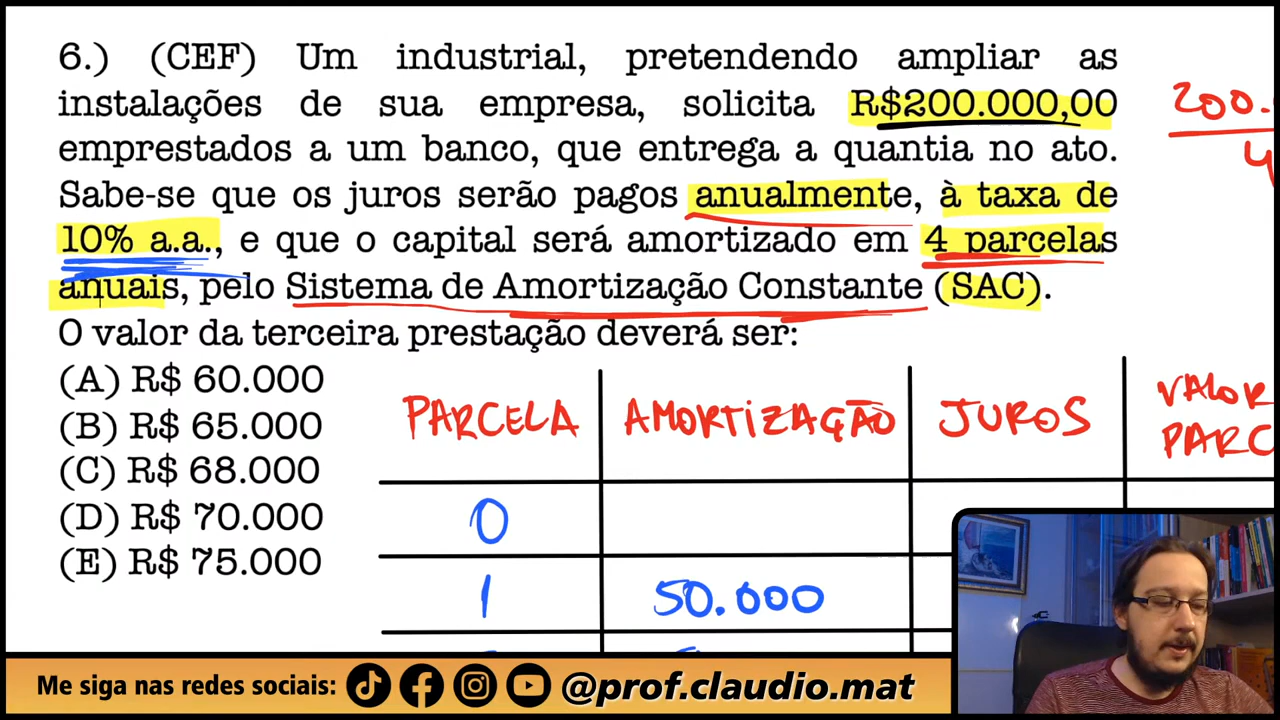 6.) (CEF) Um industrial, pretendendo ampliar as
instalações de sua empresa, solicita R$200.000,00
emprestados a um banco, que entrega a quantia no ato.
Sabe-se que os juros serão pagos anualmente, à taxa de
10% a.a., e que o capital será amortizado em 4 parcelas
anuais, pelo Sistema de Amortização Constante (SAC).
O valor da terceira prestação deverá ser:
(A) R$ 60.000
(B) R$ 65.000
(C) R$ 68.000
(D) R$ 70.000
(E) R$ 75.000
200.
4
PARCELA AMORTIZAÇÃO JUROS VALOR
PARC
0
1 50.000
Me siga nas redes sociais: @prof.claudio.mat